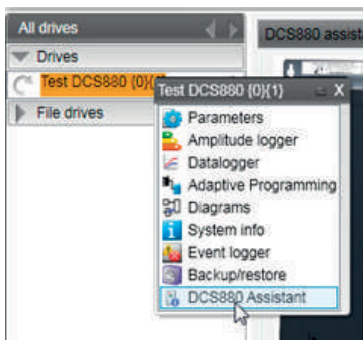 All drives
DCS880 assist
Drives
Test DCS880 {0}{
Test DCS880 {0}{1}
X
File drives
Parameters
Amplitude logger
Datalogger
Adaptive Programming
Diagrams
System info
Event logger
Backup/restore
DCS880 Assistant